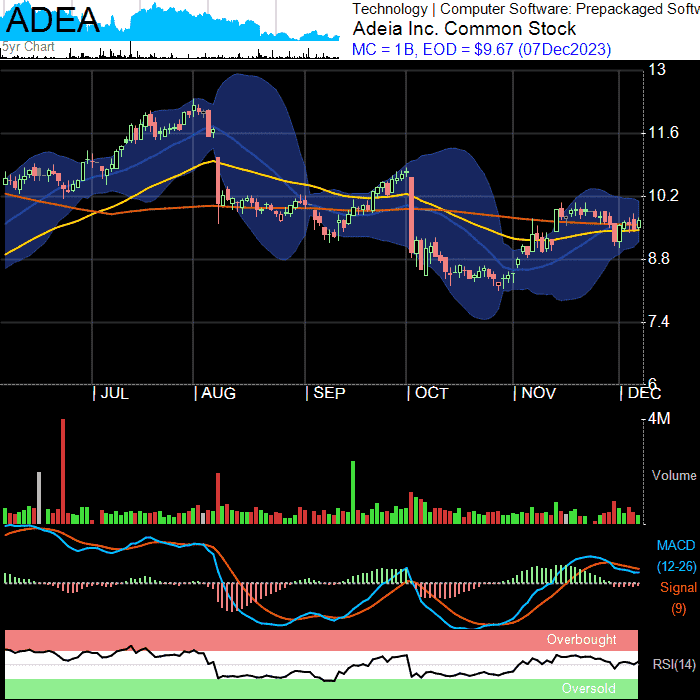 ADEA
5yr Chart
Technology | Computer Software: Prepackaged Softw
Adeia Inc. Common Stock
MC = 1B, EOD = $9.67 (07Dec2023)
13
11.6
10.2
8.8
7.4
6
| JUL | AUG | SEP | OCT | NOV | DEC
4M
Volume
MACD
(12-26)
Signal
(9)
Overbought
RSI(14)
Oversold